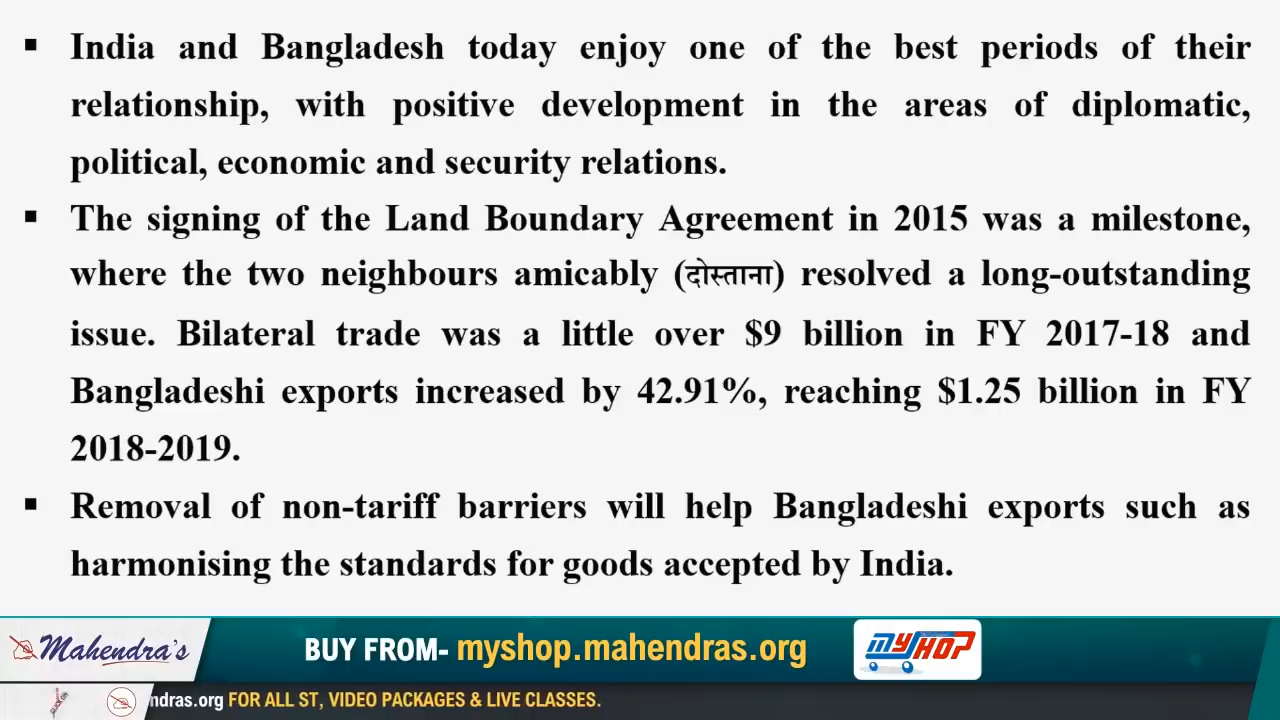 ▪ India and Bangladesh today enjoy one of the best periods of their
relationship, with positive development in the areas of diplomatic,
political, economic and security relations.
▪ The signing of the Land Boundary Agreement in 2015 was a milestone,
where the two neighbours amicably (दोस्ताना) resolved a long-outstanding
issue. Bilateral trade was a little over $9 billion in FY 2017-18 and
Bangladeshi exports increased by 42.91%, reaching $1.25 billion in FY
2018-2019.
▪ Removal of non-tariff barriers will help Bangladeshi exports such as
harmonising the standards for goods accepted by India.
Mahendra's
BUY FROM- myshop.mahendras.org
MYSHOP
ndras.org FOR ALL ST, VIDEO PACKAGES & LIVE CLASSES.